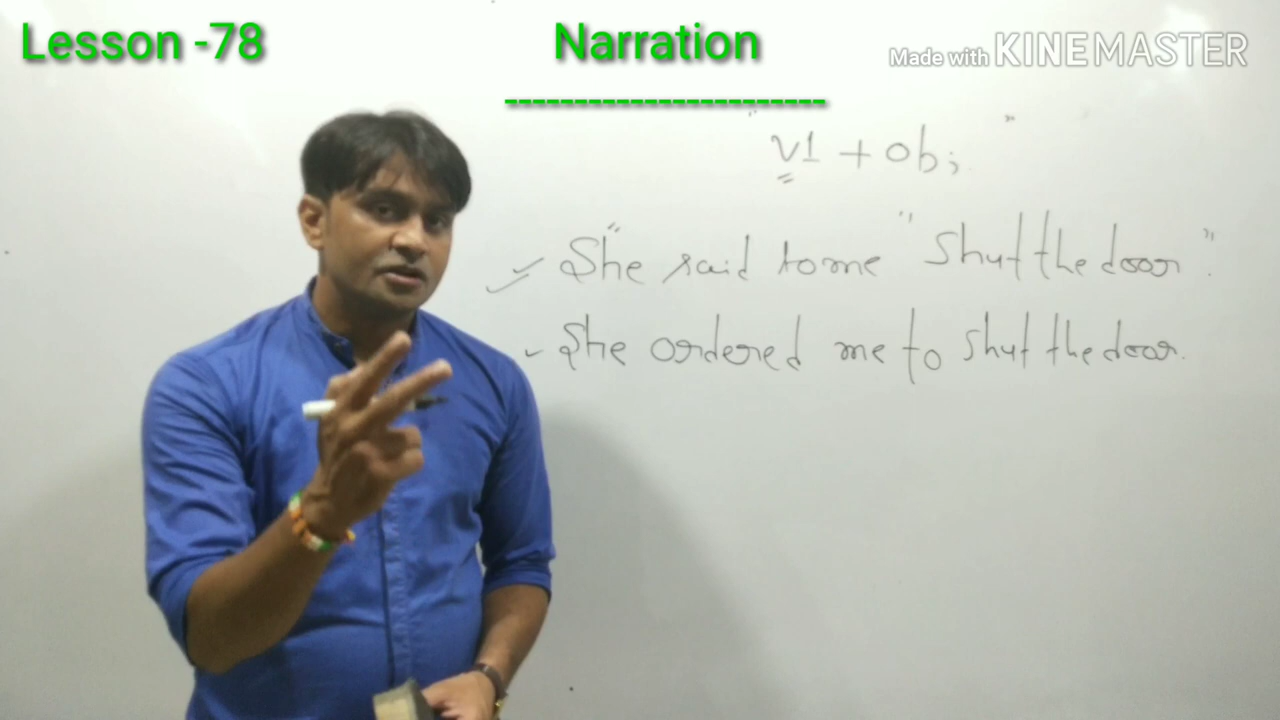 Lesson -78
Narration
Made with KINEMASTER
-----------------------
" V1 + obj "
She said to me "Shut the door".
She ordered me to shut the door.